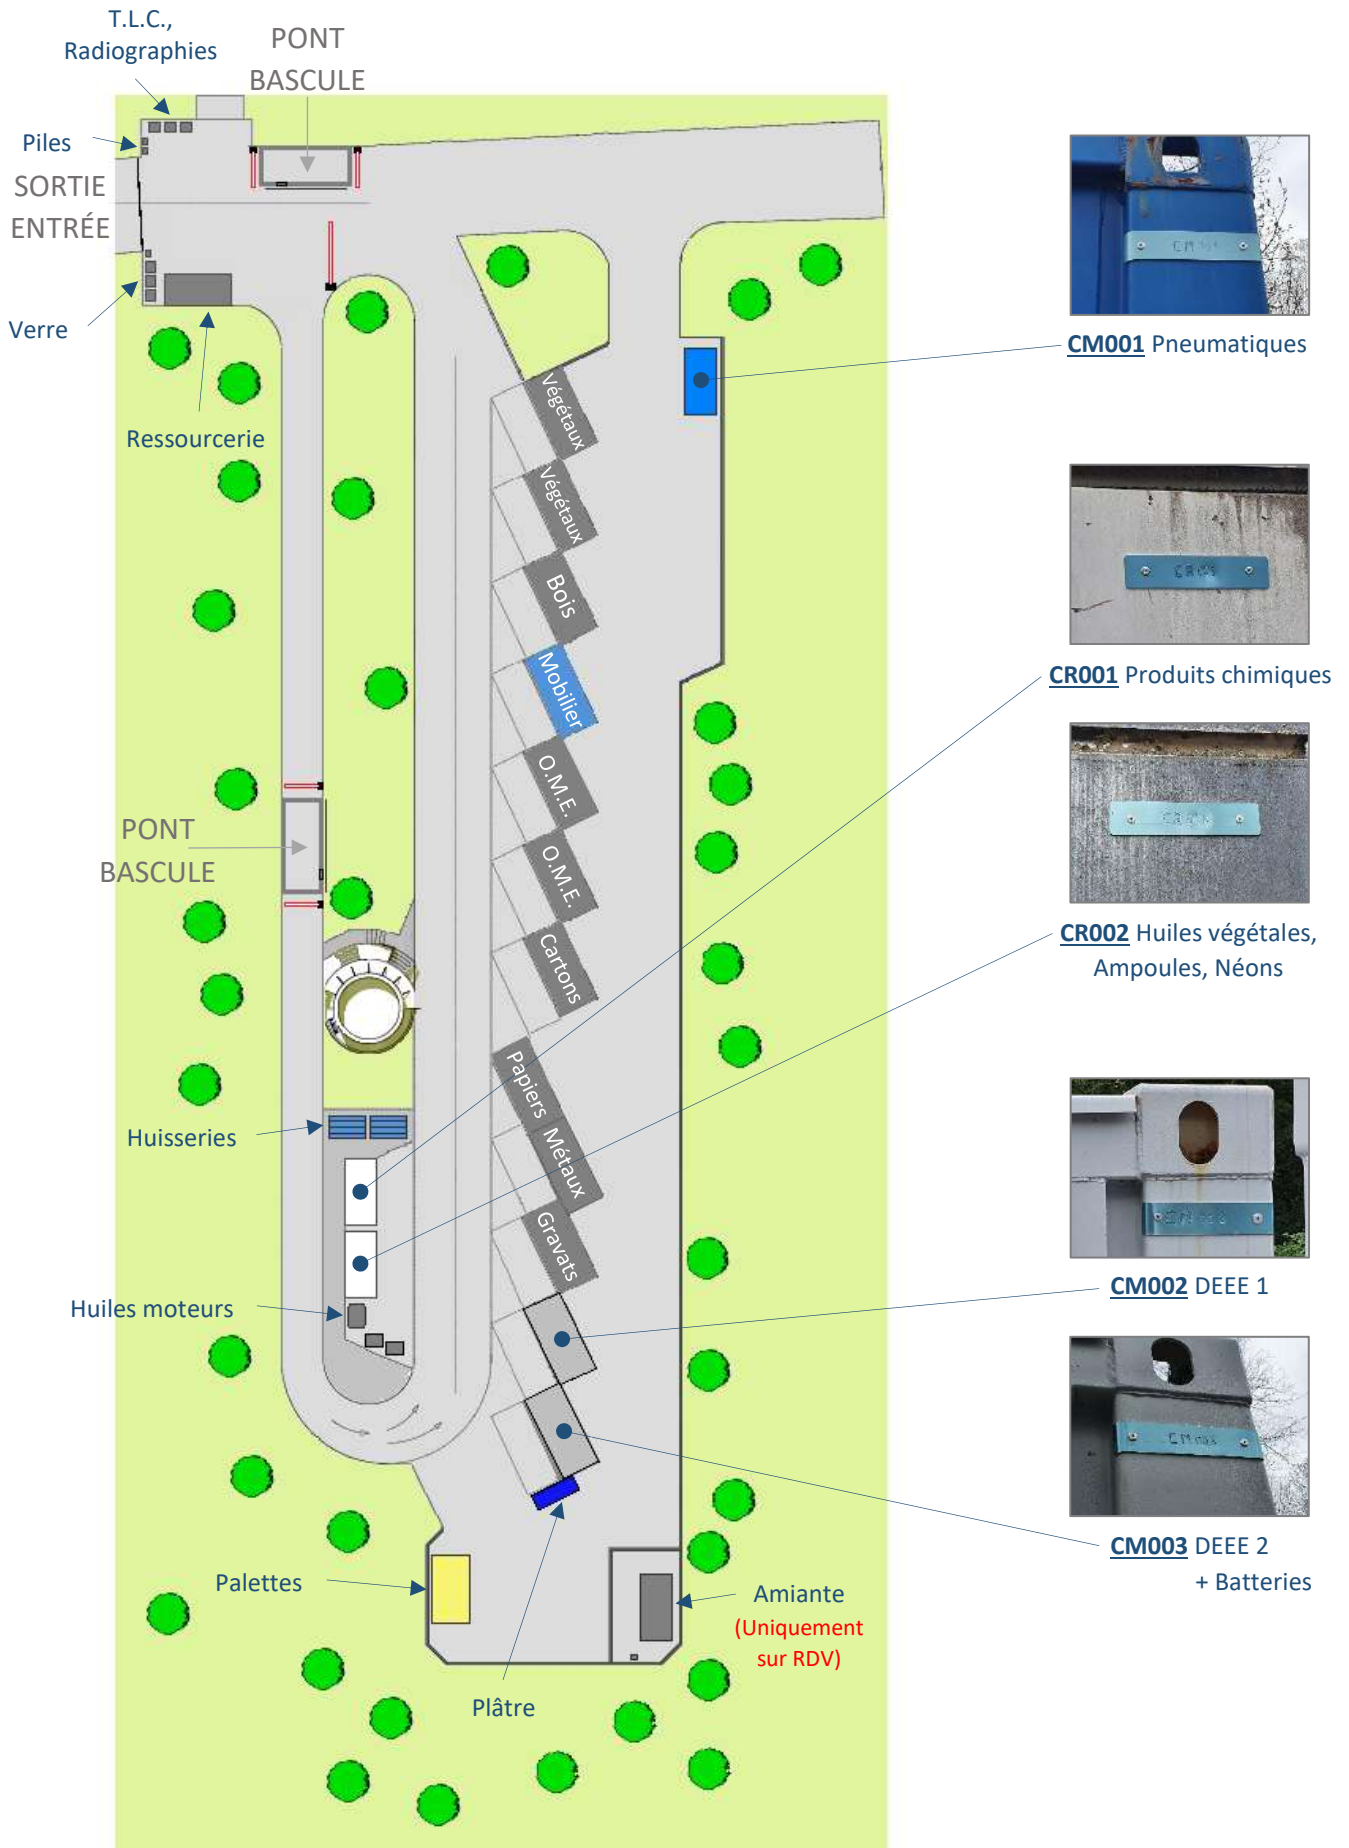 T.L.C.,
Radiographies
PONT
BASCULE
Piles
SORTIE
ENTRÉE
Verre
Ressourcerie
CM001 Pneumatiques
Végétaux
Végétaux
Bois
Mobilier
O.M.E.
O.M.E.
Cartons
Papiers
Métaux
Gravats
CR001 Produits chimiques
PONT
BASCULE
CR002 Huiles végétales,
Ampoules, Néons
Huisseries
Huiles moteurs
CM002 DEEE 1
CM003 DEEE 2
+ Batteries
Palettes
Amiante
(Uniquement
sur RDV)
Plâtre